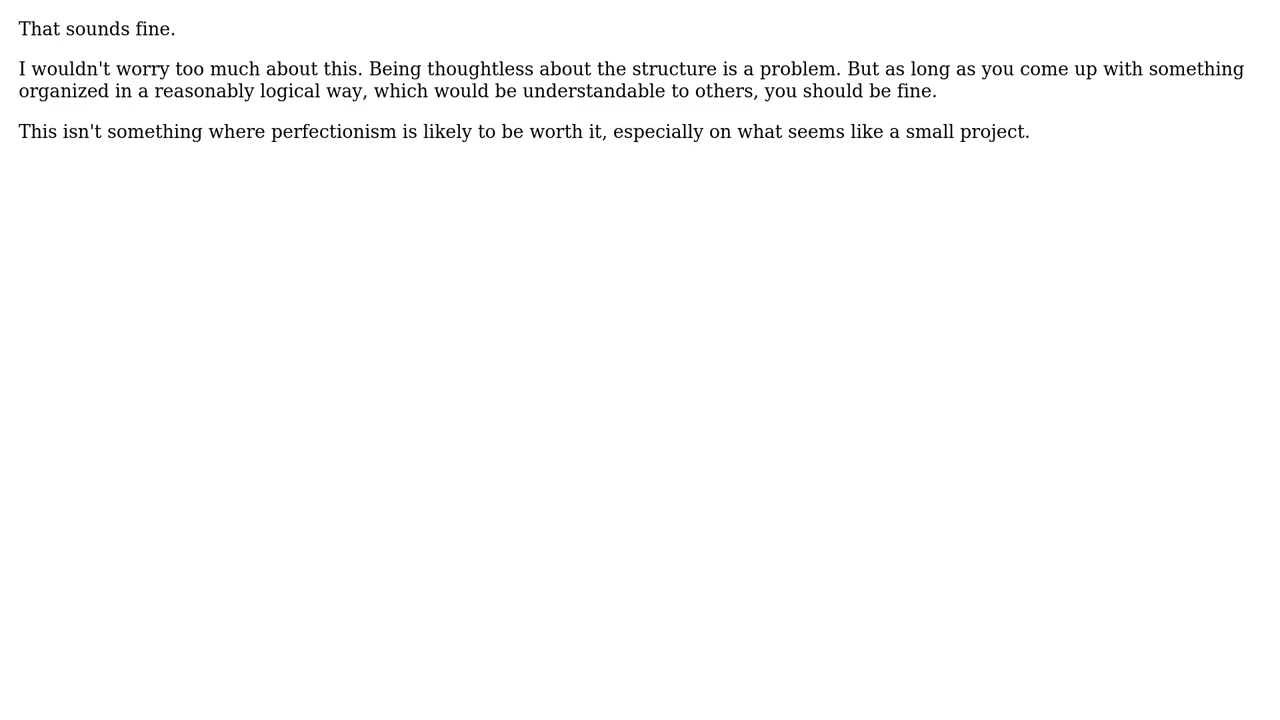 That sounds fine.
I wouldn't worry too much about this. Being thoughtless about the structure is a problem. But as long as you come up with something
organized in a reasonably logical way, which would be understandable to others, you should be fine.
This isn't something where perfectionism is likely to be worth it, especially on what seems like a small project.